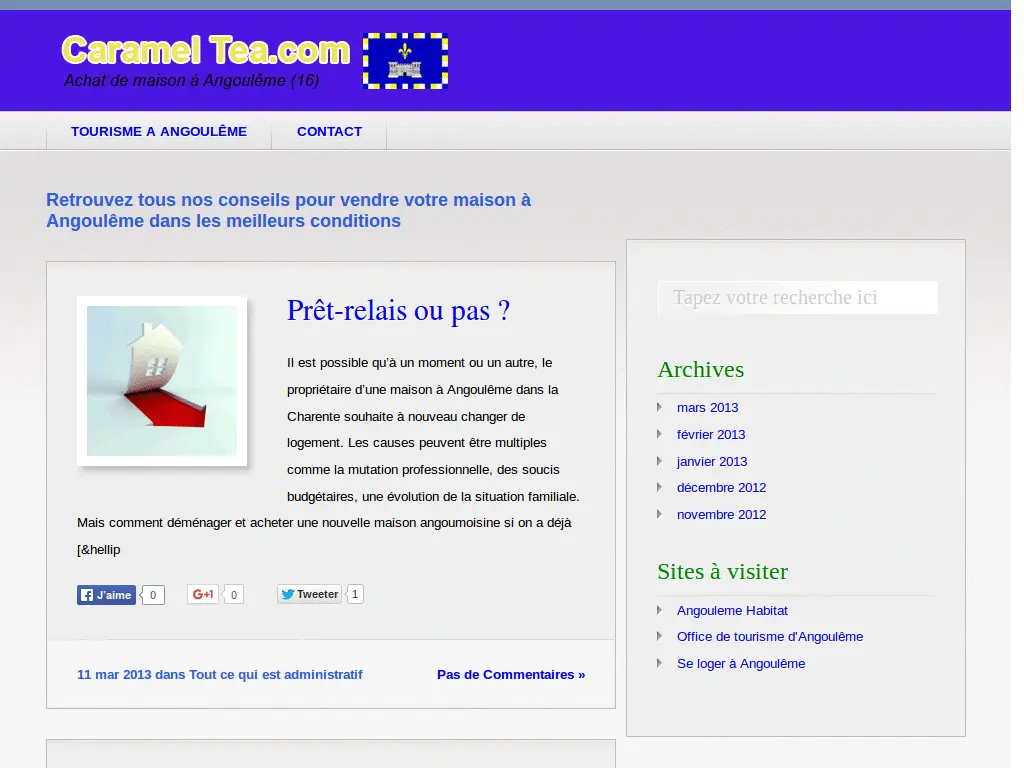 Caramel Tea.com
Achat de maison à Angoulême (16)
TOURISME A ANGOULÊME
CONTACT
Retrouvez tous nos conseils pour vendre votre maison à
Angoulême dans les meilleurs conditions
Prêt-relais ou pas ?
Il est possible qu’à un moment ou un autre, le
propriétaire d’une maison à Angoulême dans la
Charente souhaite à nouveau changer de
logement. Les causes peuvent être multiples
comme la mutation professionnelle, des soucis
budgétaires, une évolution de la situation familiale.
Mais comment déménager et acheter une nouvelle maison angoumoisine si on a déjà
[&hellip
J'aime 0
G+1 0
Tweeter 1
11 mar 2013 dans Tout ce qui est administratif
Pas de Commentaires »
Tapez votre recherche ici
Archives
mars 2013
février 2013
janvier 2013
décembre 2012
novembre 2012
Sites à visiter
Angouleme Habitat
Office de tourisme d'Angoulême
Se loger à Angoulême